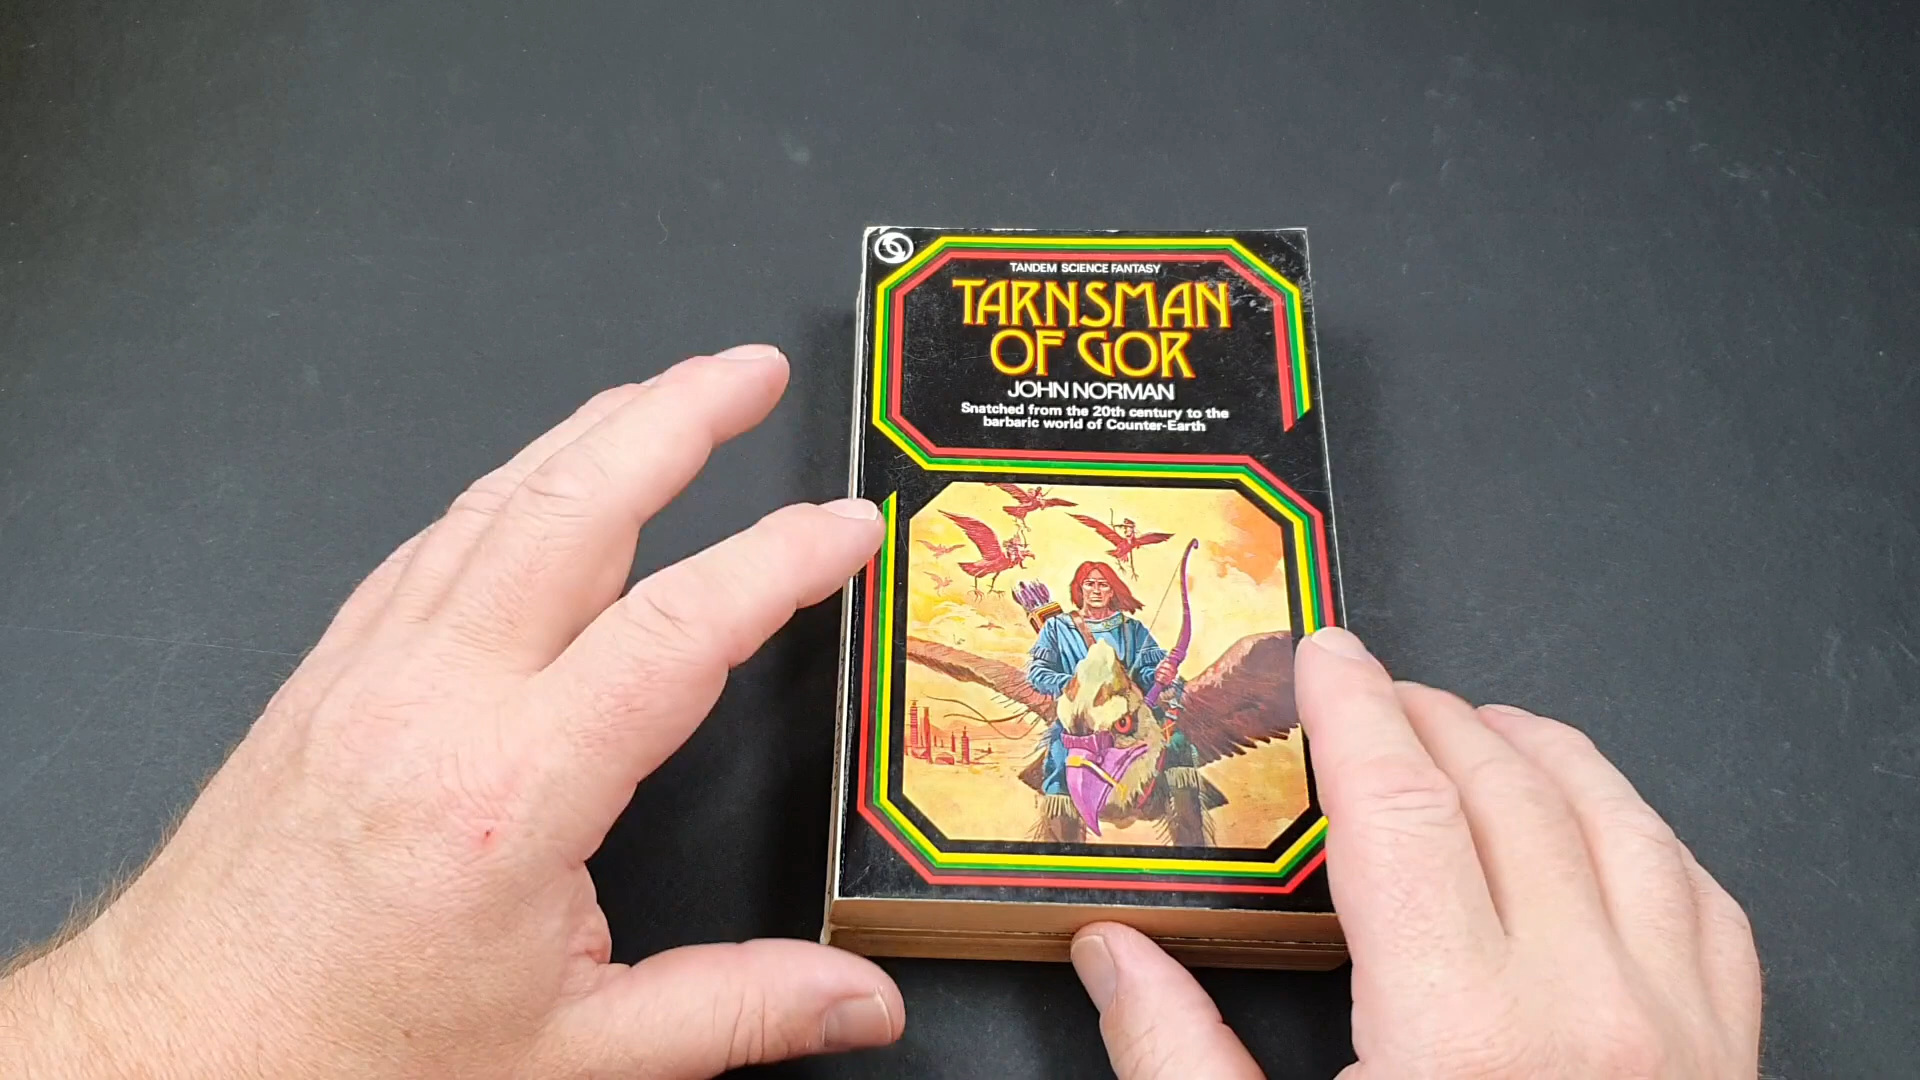 TANDEM SCIENCE FANTASY
TARNSMAN
OF GOR
JOHN NORMAN
Snatched from the 20th century to the
barbaric world of Counter-Earth